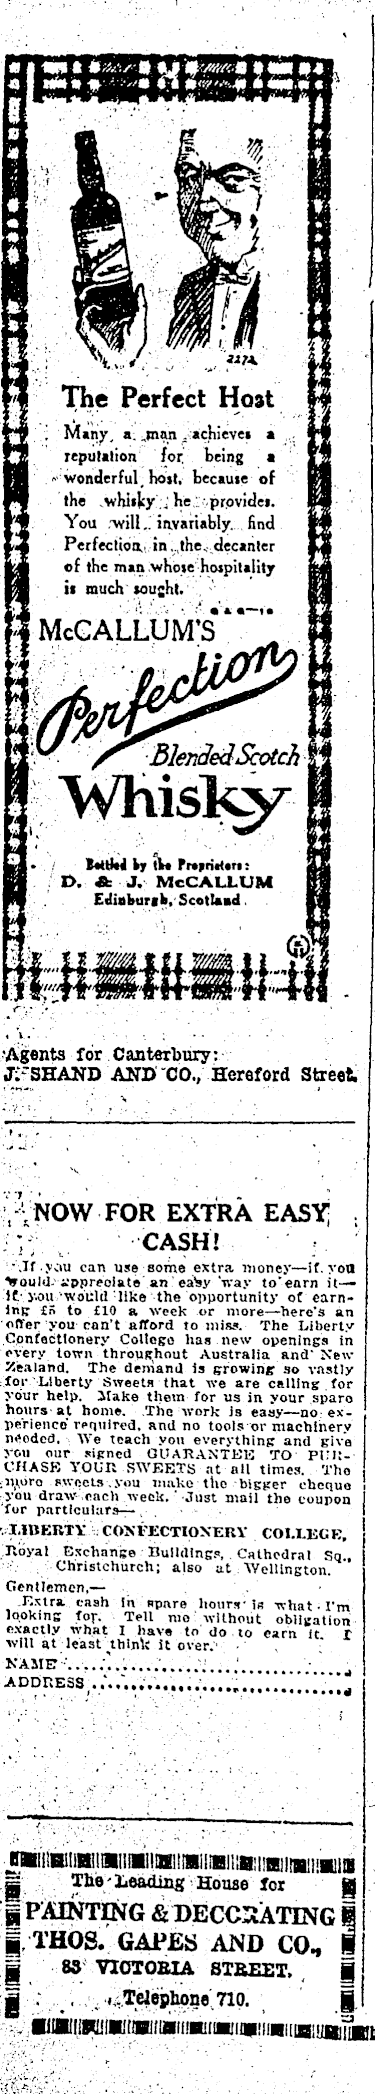 2272
The Perfect Host
Many a man achieves a
reputation for being a
wonderful host, because of
the whisky he provides.
You will invariably find
Perfection in the decanter
of the man whose hospitality
is much sought.
McCALLUM'S
Perfection
Blended Scotch
Whisky
Bottled by the Proprietors:
D. & J. McCALLUM
Edinburgh, Scotland.
Agents for Canterbury:
J. SHAND AND CO., Hereford Street.
NOW FOR EXTRA EASY
CASH!
If you can use some extra money—if you
would appreciate an easy way to earn it—
if you would like the opportunity of earn-
ing £5 to £10 a week or more—here's an
offer you can't afford to miss. The Liberty
Confectionery College has new openings in
every town throughout Australia and New
Zealand. The demand is growing so vastly
for Liberty Sweets that we are calling for
your help. Make them for us in your spare
hours at home. The work is easy—no ex-
perience required, and no tools or machinery
needed. We teach you everything and give
you our signed GUARANTEE TO PUR-
CHASE YOUR SWEETS at all times. The
more sweets you make the bigger cheque
you draw each week. Just mail the coupon
for particulars—
LIBERTY CONFECTIONERY COLLEGE,
Royal Exchange Buildings, Cathedral Sq.,
Christchurch; also at Wellington.
Gentlemen,—
Extra cash in spare hours is what I'm
looking for. Tell me without obligation
exactly what I have to do to earn it. I
will at least think it over.
NAME ........................................
ADDRESS ....................................
The Leading House for
PAINTING & DECORATING
THOS. GAPES AND CO.,
83 VICTORIA STREET.
Telephone 710.